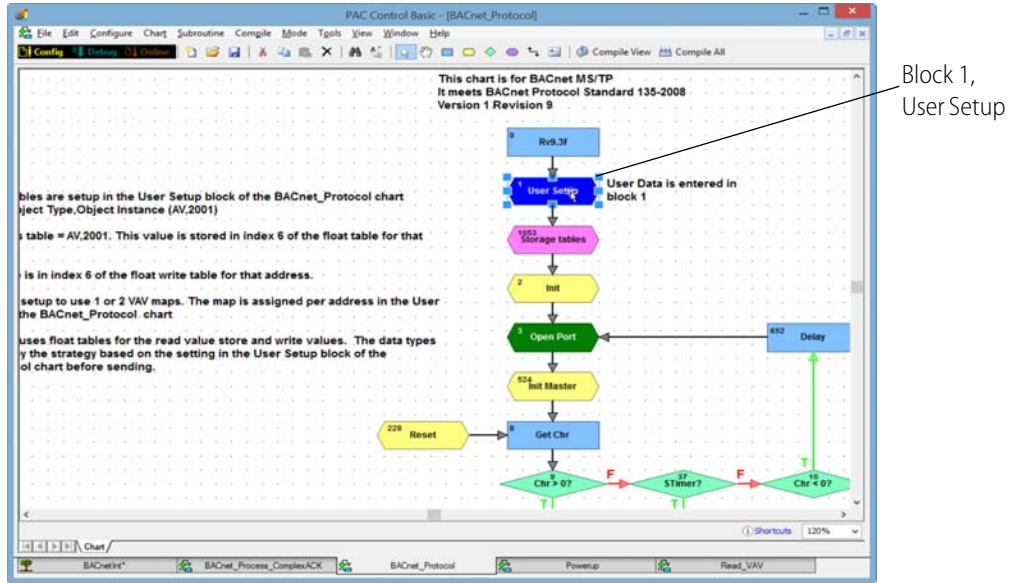 PAC Control Basic - [BACnet_Protocol]
File Edit Configure Chart Subroutine Compile Mode Tools View Window Help
Config Debug Online Compile View Compile All
This chart is for BACnet MS/TP
It meets BACnet Protocol Standard 135-2008
Version 1 Revision 9
Block 1,
User Setup
0
Rv9.3f
1
User Setup
User Data is entered in
block 1
bles are setup in the User Setup block of the BACnet_Protocol chart
ject Type,Object Instance (AV,2001)
1053
Storage tables
s table = AV,2001. This value is stored in index 6 of the float table for that
is in index 6 of the float write table for that address.
2
Init
setup to use 1 or 2 VAV maps. The map is assigned per address in the User
the BACnet_Protocol chart
uses float tables for the read value store and write values. The data types
y the strategy based on the setting in the User Setup block of the
ol chart before sending.
3
Open Port
652
Delay
524
Init Master
228
Reset
8
Get Chr
9
Chr > 0?
F
37
STimer?
F
10
Chr < 0?
T
T
T
Shortcuts 120%
Chart
BACnetInt* BACnet_Process_ComplexACK BACnet_Protocol Powerup Read_VAV